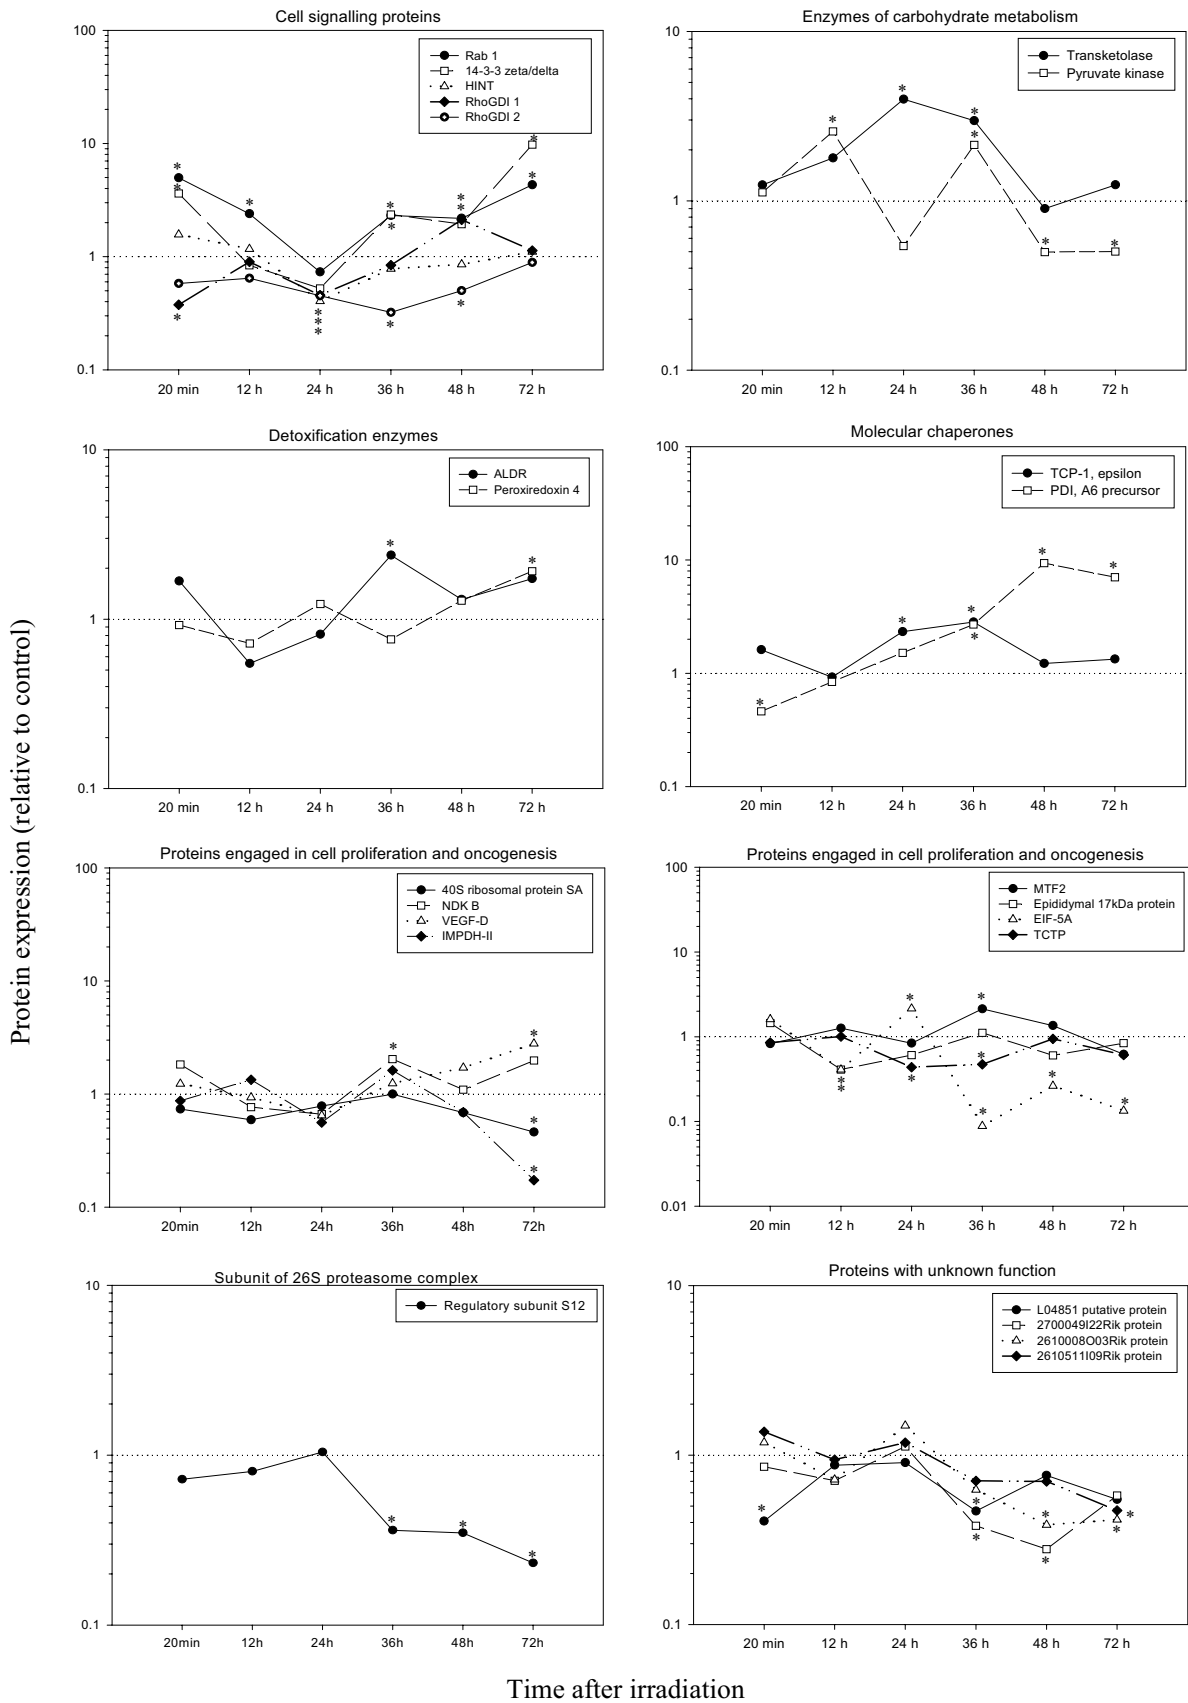 Cell signalling proteins
100
10
1
0.1
Rab 1
14-3-3 zeta/delta
HINT
RhoGDI 1
RhoGDI 2
20 min 12 h 24 h 36 h 48 h 72 h
Enzymes of carbohydrate metabolism
10
1
0.1
Transketolase
Pyruvate kinase
20 min 12 h 24 h 36 h 48 h 72 h
Detoxification enzymes
10
1
0.1
ALDR
Peroxiredoxin 4
20 min 12 h 24 h 36 h 48 h 72 h
Molecular chaperones
100
10
1
0.1
TCP-1, epsilon
PDI, A6 precursor
20 min 12 h 24 h 36 h 48 h 72 h
Protein expression (relative to control)
Proteins engaged in cell proliferation and oncogenesis
100
10
1
0.1
40S ribosomal protein SA
NDK B
VEGF-D
IMPDH-II
20min 12h 24h 36h 48h 72h
Proteins engaged in cell proliferation and oncogenesis
100
10
1
0.1
0.01
MTF2
Epididymal 17kDa protein
EIF-5A
TCTP
20 min 12 h 24 h 36 h 48 h 72 h
Subunit of 26S proteasome complex
10
1
0.1
Regulatory subunit S12
20min 12h 24h 36h 48h 72h
Proteins with unknown function
10
1
0.1
L04851 putative protein
2700049I22Rik protein
2610008O03Rik protein
2610511I09Rik protein
20 min 12 h 24 h 36 h 48 h 72 h
Time after irradiation